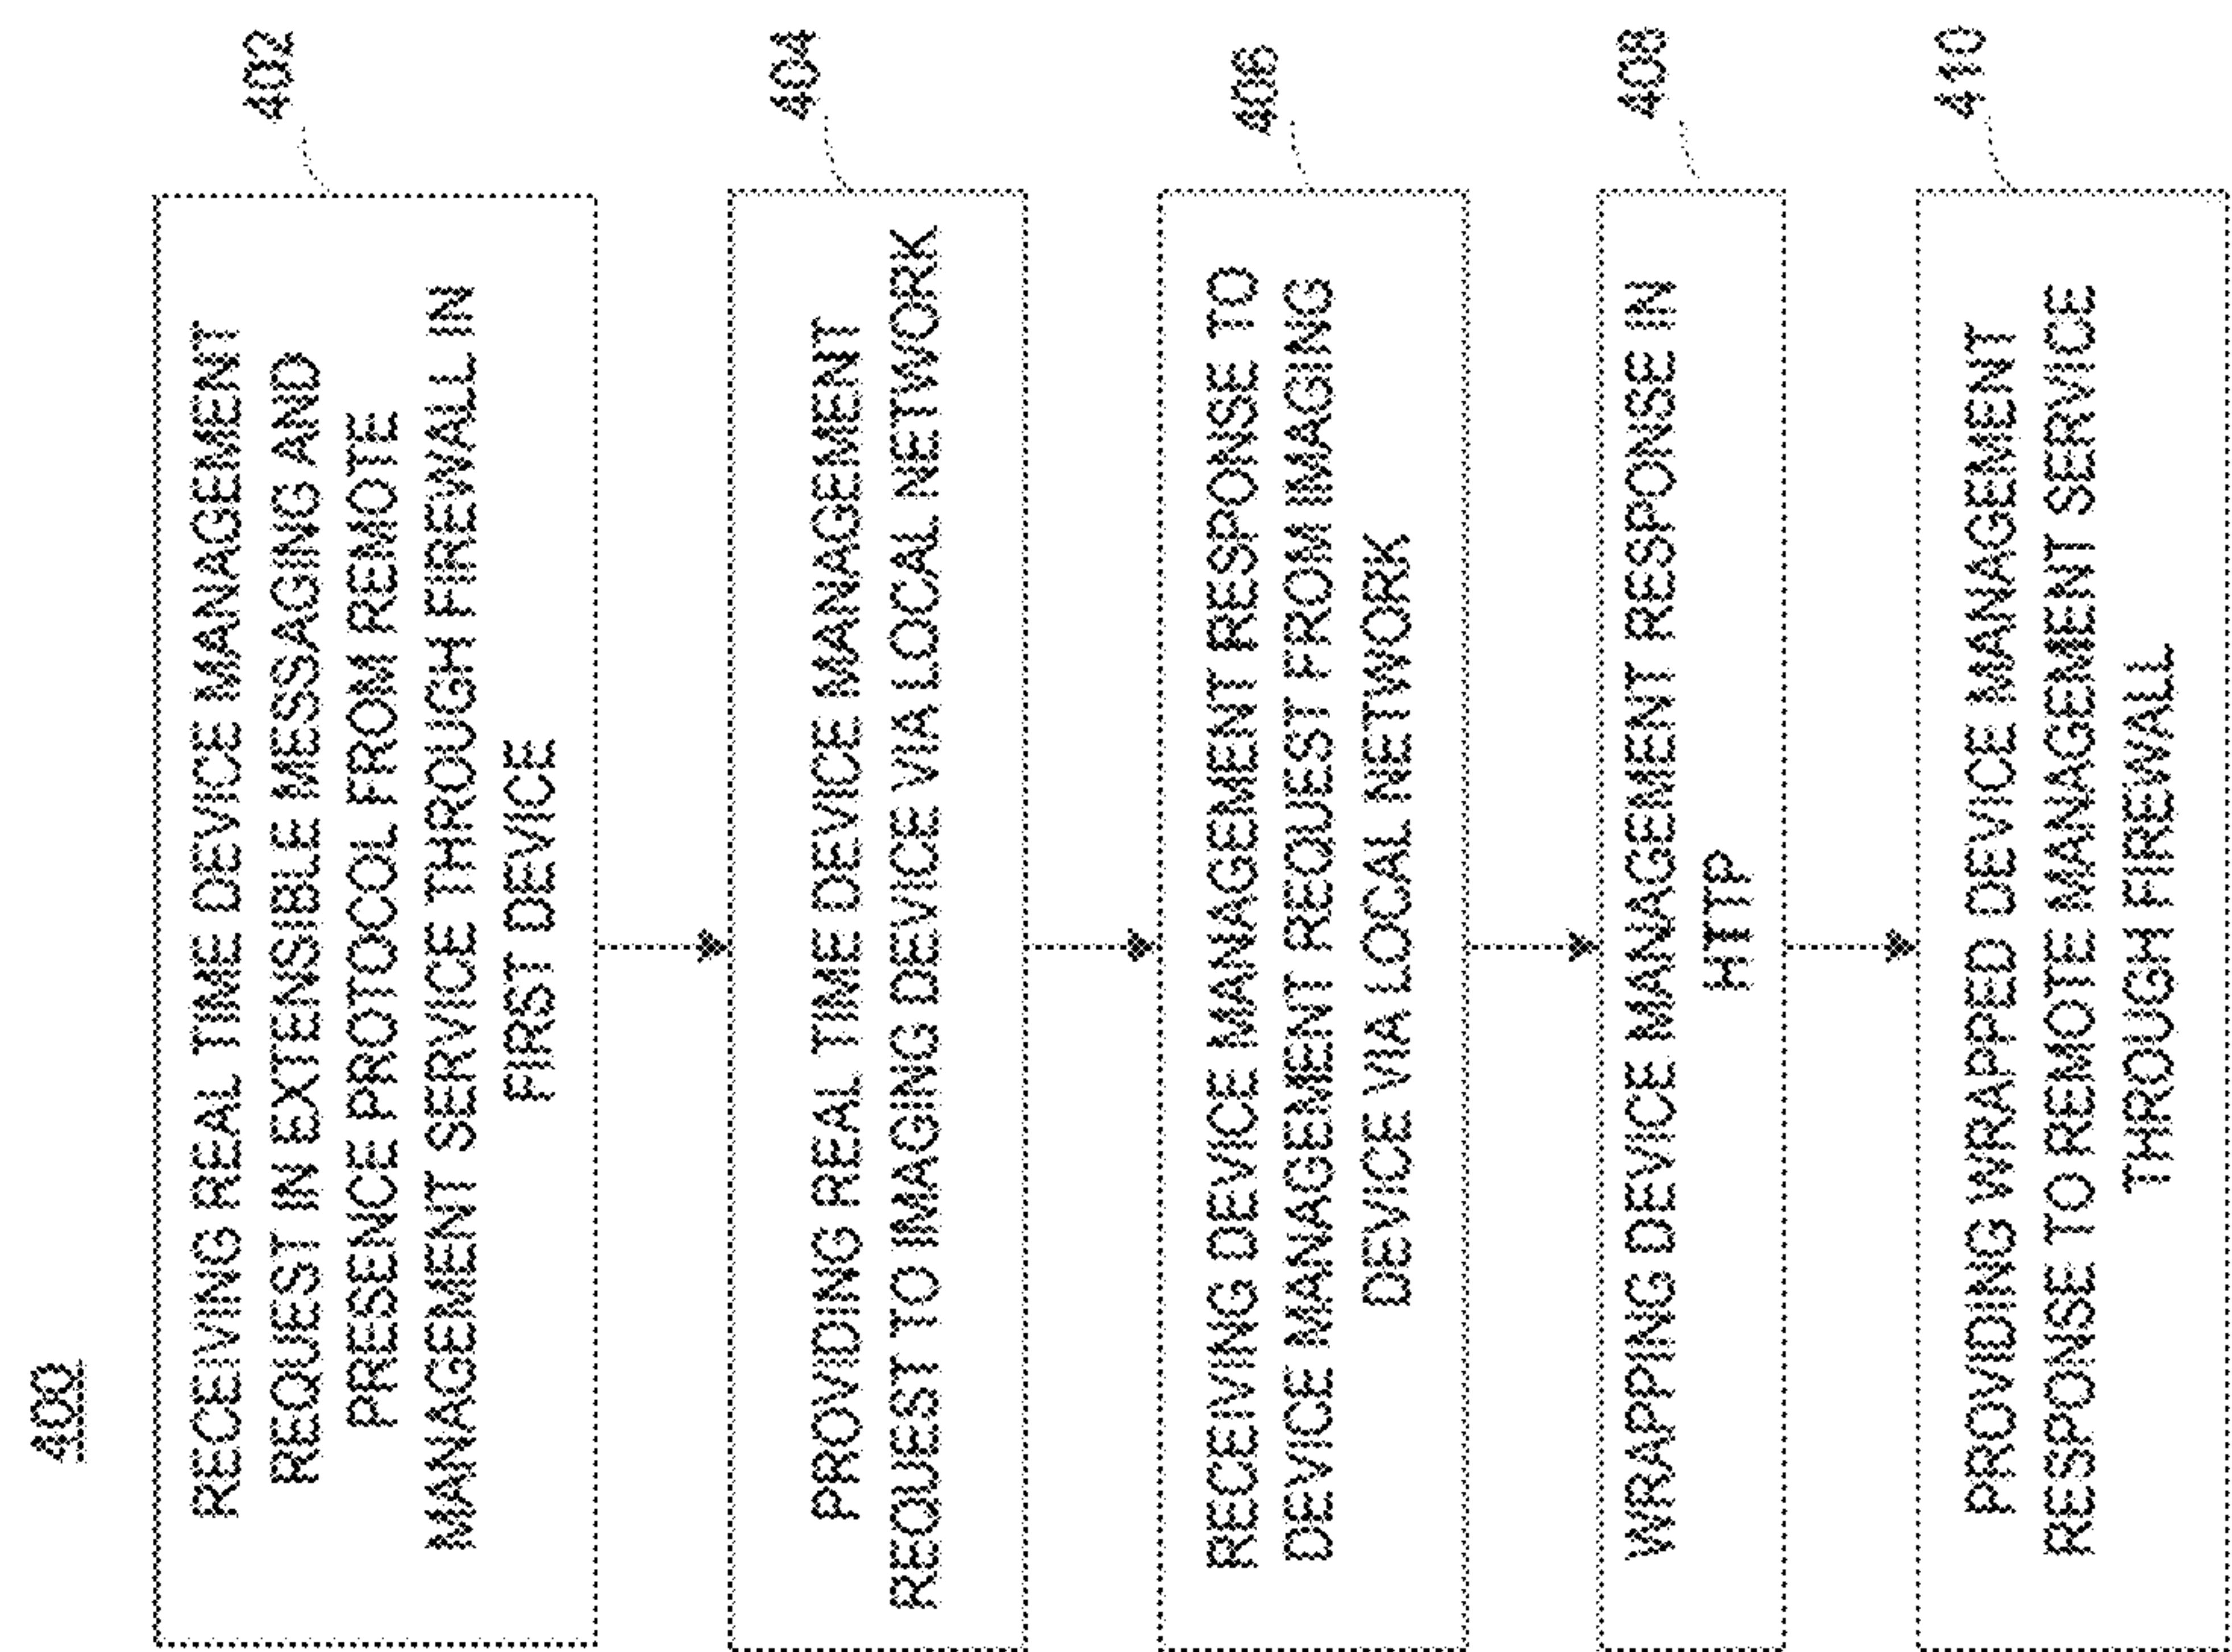 400
402
RECEIVING REAL TIME DEVICE MANAGEMENT
REQUEST IN EXTENSIBLE MESSAGING AND
PRESENCE PROTOCOL FROM REMOTE
MANAGEMENT SERVICE THROUGH FIREWALL IN
FIRST DEVICE
404
PROVIDING REAL TIME DEVICE MANAGEMENT
REQUEST TO IMAGING DEVICE VIA LOCAL NETWORK
406
RECEIVING DEVICE MANAGEMENT RESPONSE TO
DEVICE MANAGEMENT REQUEST FROM IMAGING
DEVICE VIA LOCAL NETWORK
408
WRAPPING DEVICE MANAGEMENT RESPONSE IN
HTTP
410
PROVIDING WRAPPED DEVICE MANAGEMENT
RESPONSE TO REMOTE MANAGEMENT SERVICE
THROUGH FIREWALL